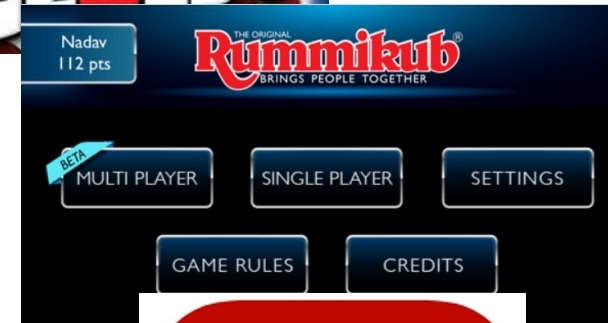 Nadav
112 pts
THE ORIGINAL
Rummikub®
BRINGS PEOPLE TOGETHER
BETA
MULTI PLAYER
SINGLE PLAYER
SETTINGS
GAME RULES
CREDITS